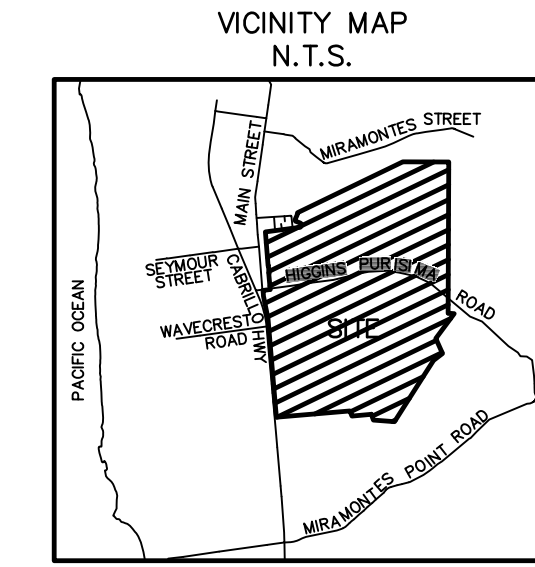 VICINITY MAP
N.T.S.
MIRAMONTES STREET
MAIN STREET
SEYMOUR
STREET
CABRILLO HWY
HIGGINS PURISIMA
ROAD
WAVECREST
ROAD
SITE
PACIFIC OCEAN
MIRAMONTES POINT ROAD